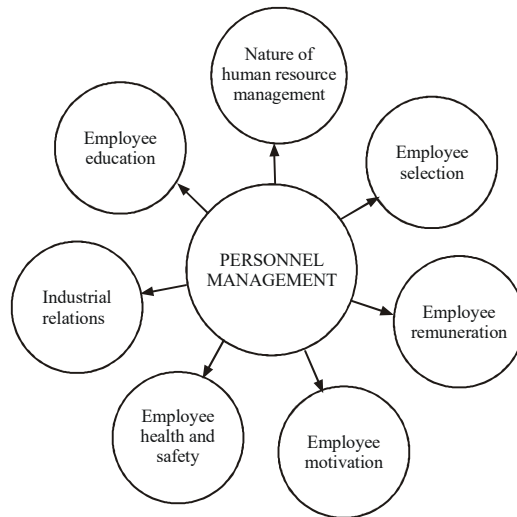 Nature of
human resource
management
Employee
education
Employee
selection
PERSONNEL
MANAGEMENT
Industrial
relations
Employee
remuneration
Employee
health and
safety
Employee
motivation